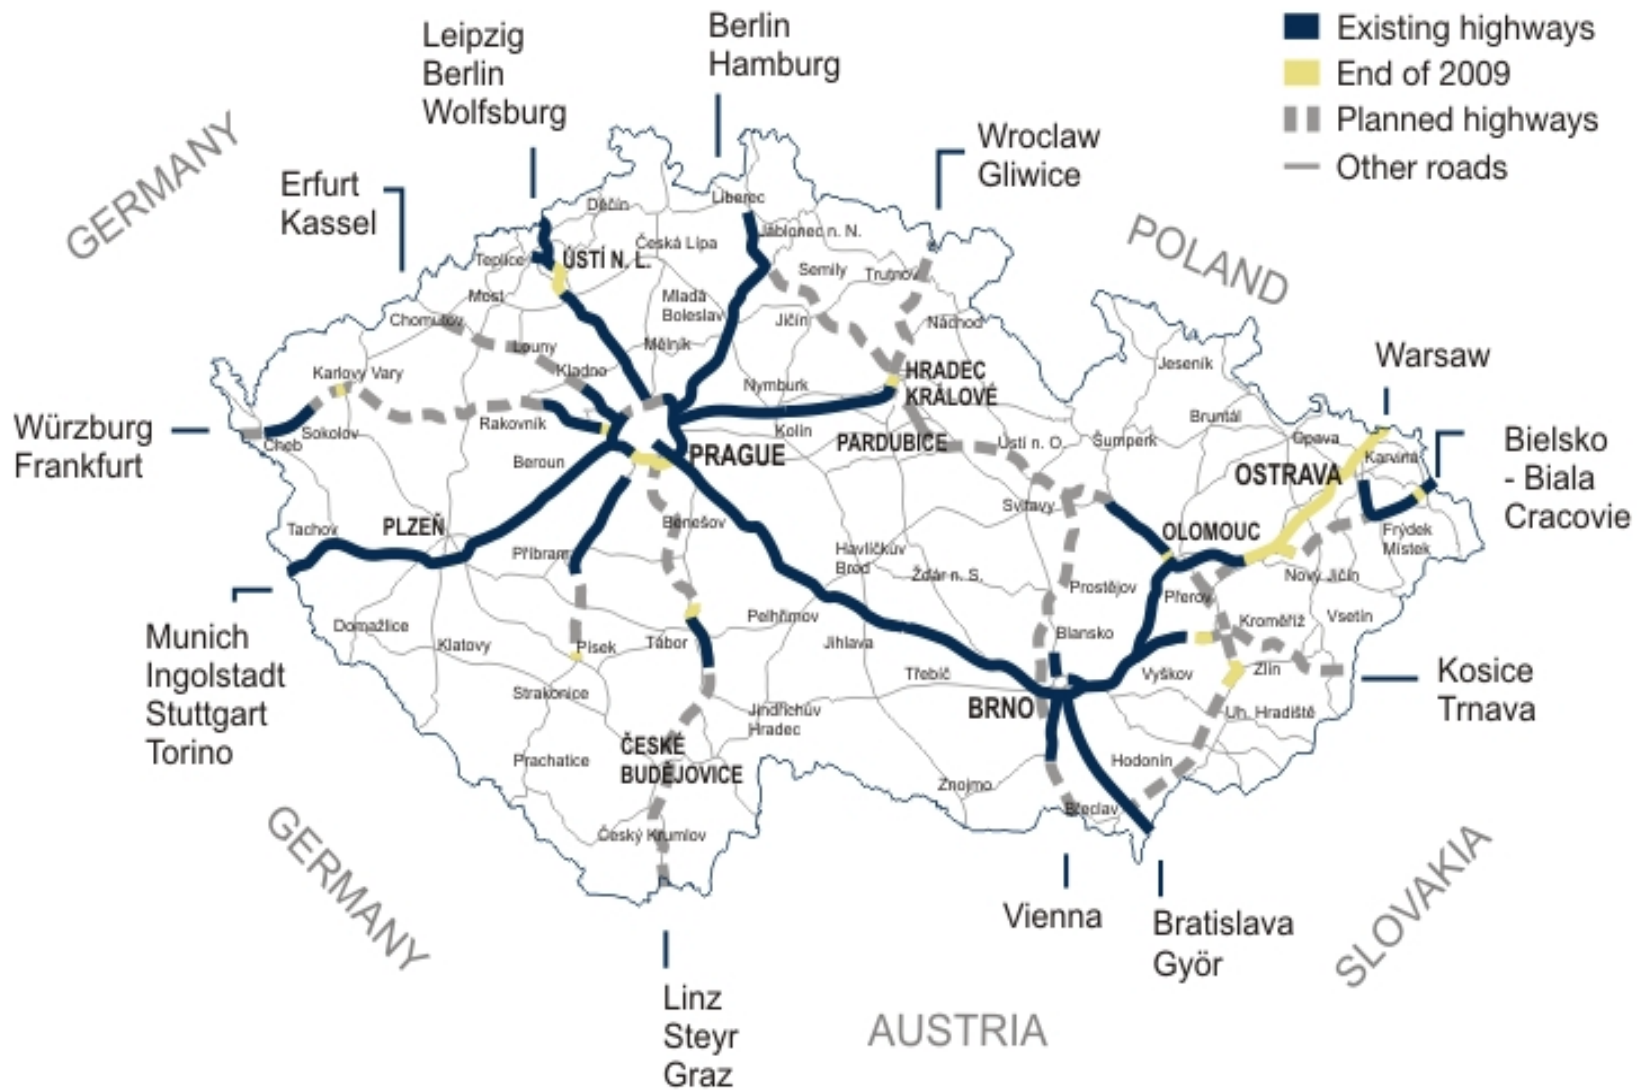 Existing highways
End of 2009
Planned highways
Other roads
Leipzig
Berlin
Wolfsburg
Berlin
Hamburg
Wroclaw
Gliwice
Erfurt
Kassel
GERMANY
POLAND
Warsaw
Bielsko
- Biala
Cracovie
Würzburg
Frankfurt
Munich
Ingolstadt
Stuttgart
Torino
Kosice
Trnava
GERMANY
SLOVAKIA
Vienna
Bratislava
Györ
Linz
Steyr
Graz
AUSTRIA
Děčín
Liberec
Jablonec n. N.
Česká Lípa
Teplice
ÚSTÍ N. L.
Semily
Trutnov
Most
Mladá
Boleslav
Chomutov
Jičín
Náchod
Louny
Mělník
Kladno
Karlovy Vary
HRADEC
KRÁLOVÉ
Nymburk
Jeseník
Rakovník
Kolín
Bruntál
Cheb
Sokolov
PARDUBICE
Ústí n. O.
Šumperk
Opava
Karviná
PRAGUE
Beroun
OSTRAVA
Svitavy
Tachov
PLZEŇ
Benešov
OLOMOUC
Frýdek
Místek
Příbram
Havlíčkův
Brod
Žďár n. S.
Prostějov
Nový Jičín
Přerov
Domažlice
Klatovy
Písek
Tábor
Pelhřimov
Jihlava
Blansko
Kroměříž
Vsetín
Třebíč
Vyškov
Zlín
Strakonice
Jindřichův
Hradec
BRNO
Uh. Hradiště
ČESKÉ
BUDĚJOVICE
Prachatice
Hodonín
Znojmo
Břeclav
Český Krumlov